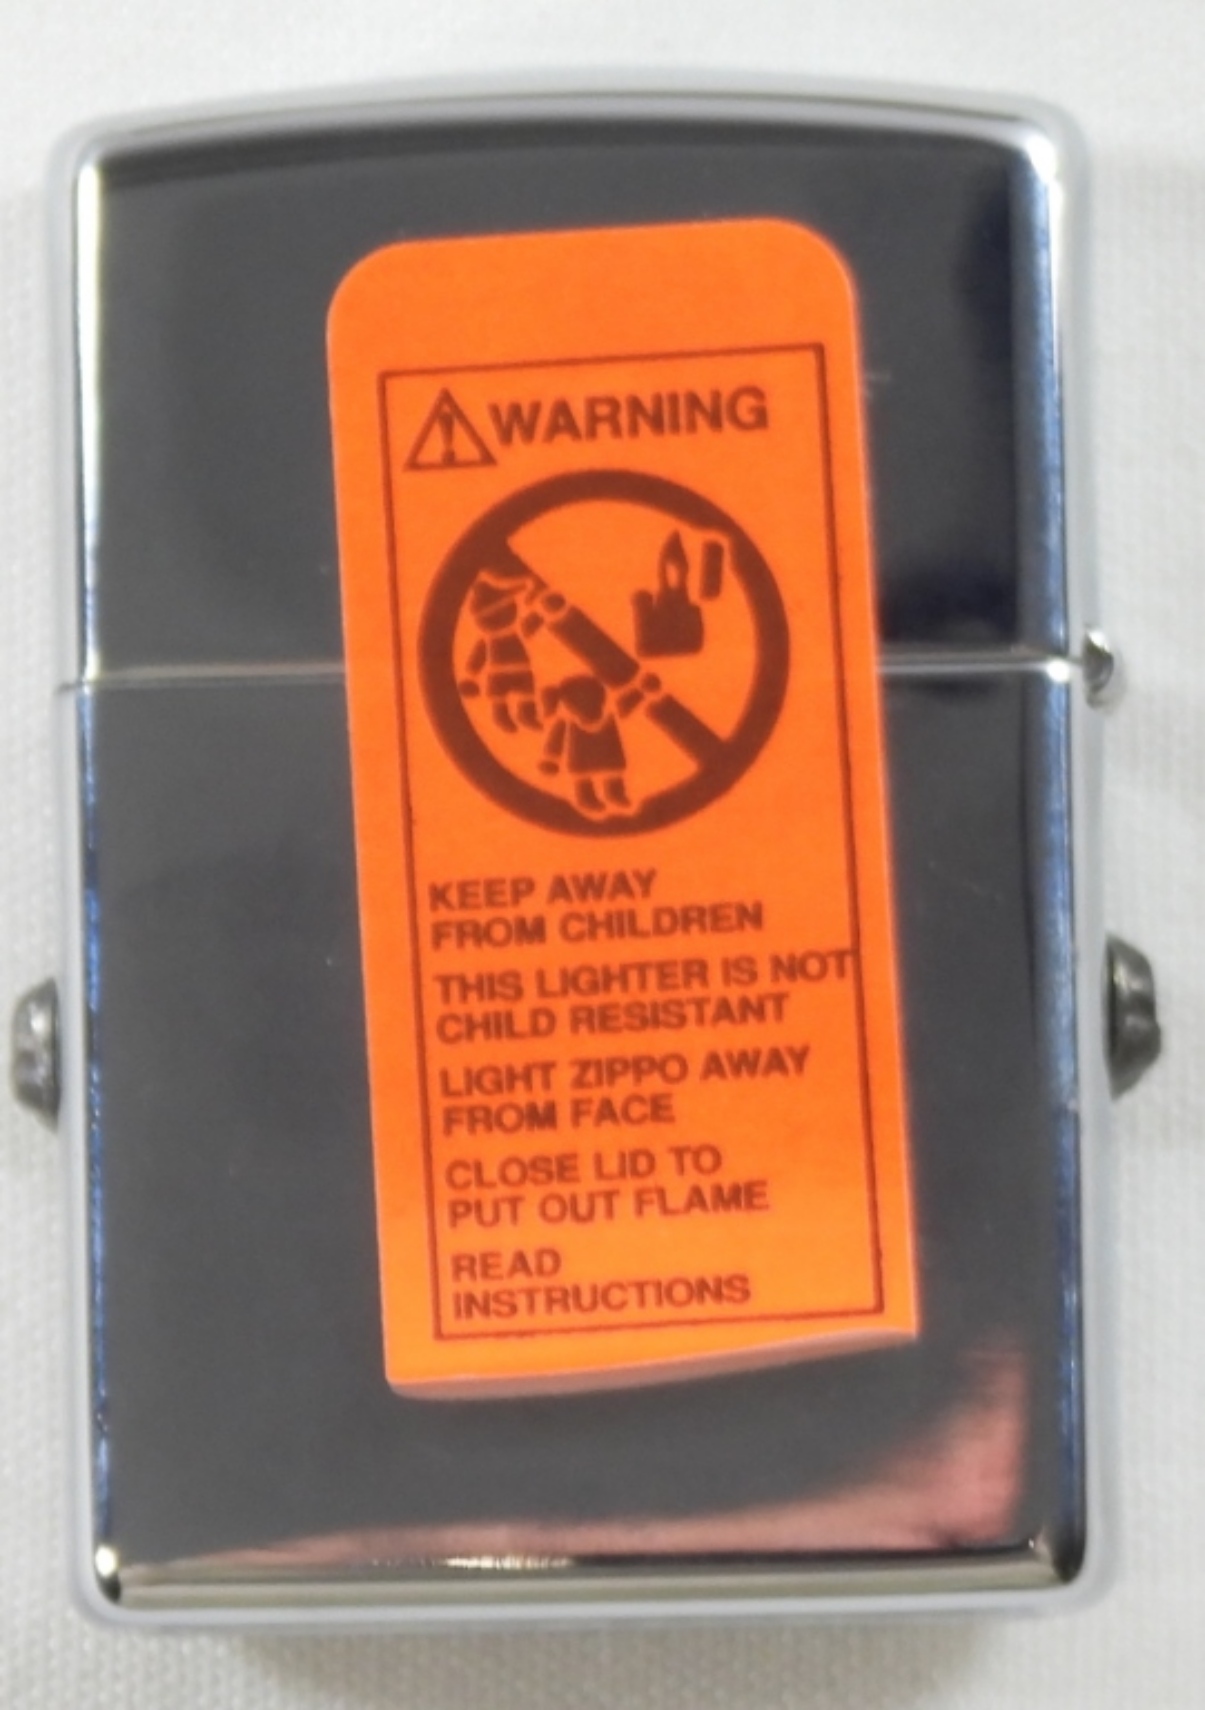 WARNING
KEEP AWAY
FROM CHILDREN
THIS LIGHTER IS NOT
CHILD RESISTANT
LIGHT ZIPPO AWAY
FROM FACE
CLOSE LID TO
PUT OUT FLAME
READ
INSTRUCTIONS